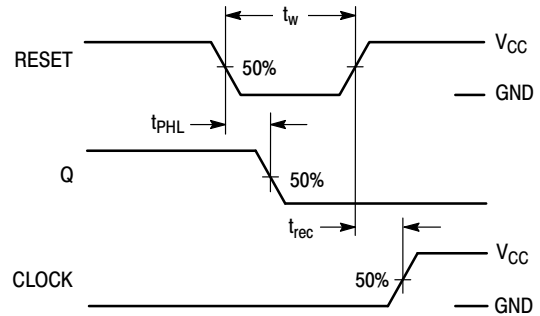 tw
VCC
RESET
50%
GND
tPHL
Q
50%
trec
VCC
CLOCK
50%
GND